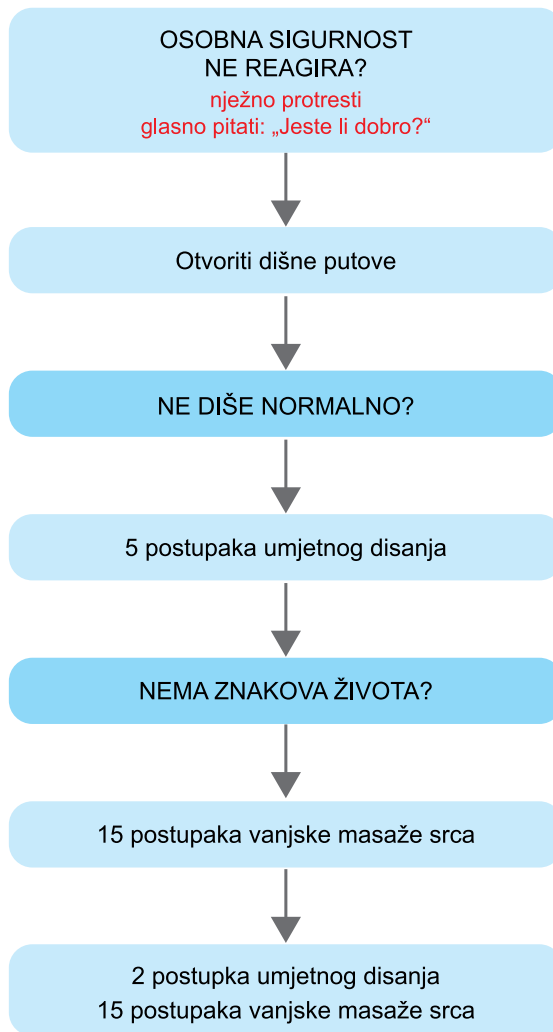 OSOBNA SIGURNOST
NE REAGIRA?
nježno protresti
glasno pitati: „Jeste li dobro?“
Otvoriti dišne putove
NE DIŠE NORMALNO?
5 postupaka umjetnog disanja
NEMA ZNAKOVA ŽIVOTA?
15 postupaka vanjske masaže srca
2 postupka umjetnog disanja
15 postupaka vanjske masaže srca